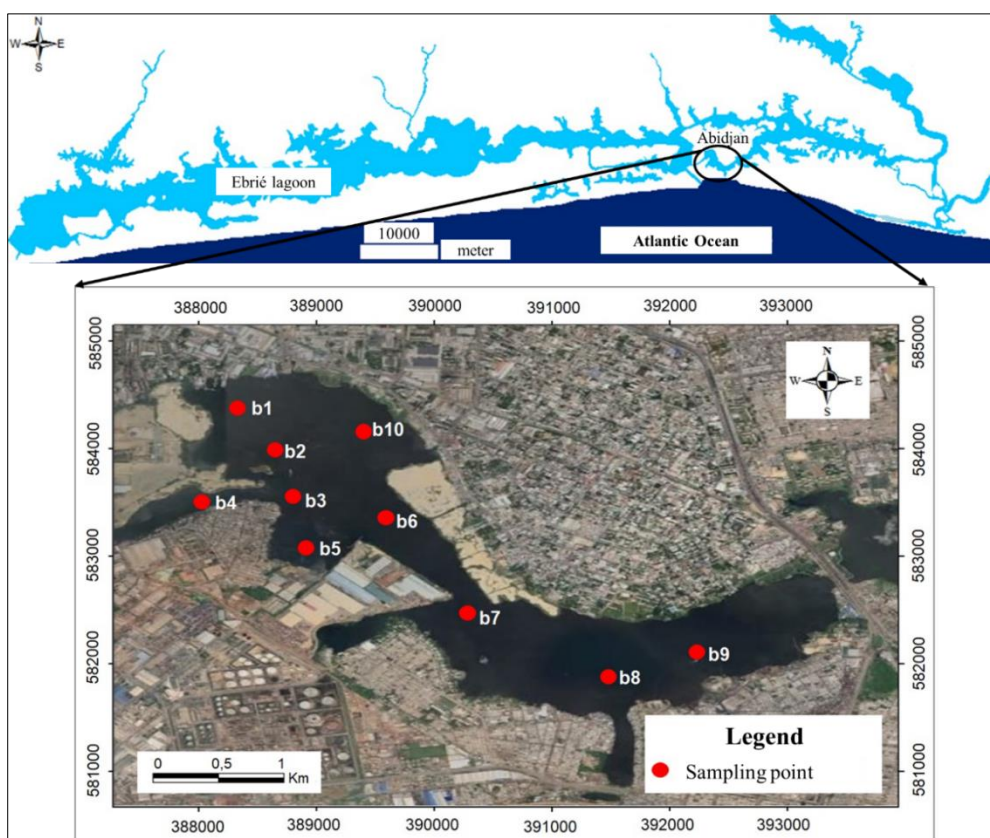 N
W E
S
Abidjan
Ebrié lagoon
10000
meter
Atlantic Ocean
388000 389000 390000 391000 392000 393000
585000 585000
N
W E
S
b1
b10
b2
584000 584000
b4 b3
b6
b5
583000 583000
b7
b9
582000 582000
b8
Legend
Sampling point
0 0,5 1
Km
581000 581000
388000 389000 390000 391000 392000 393000